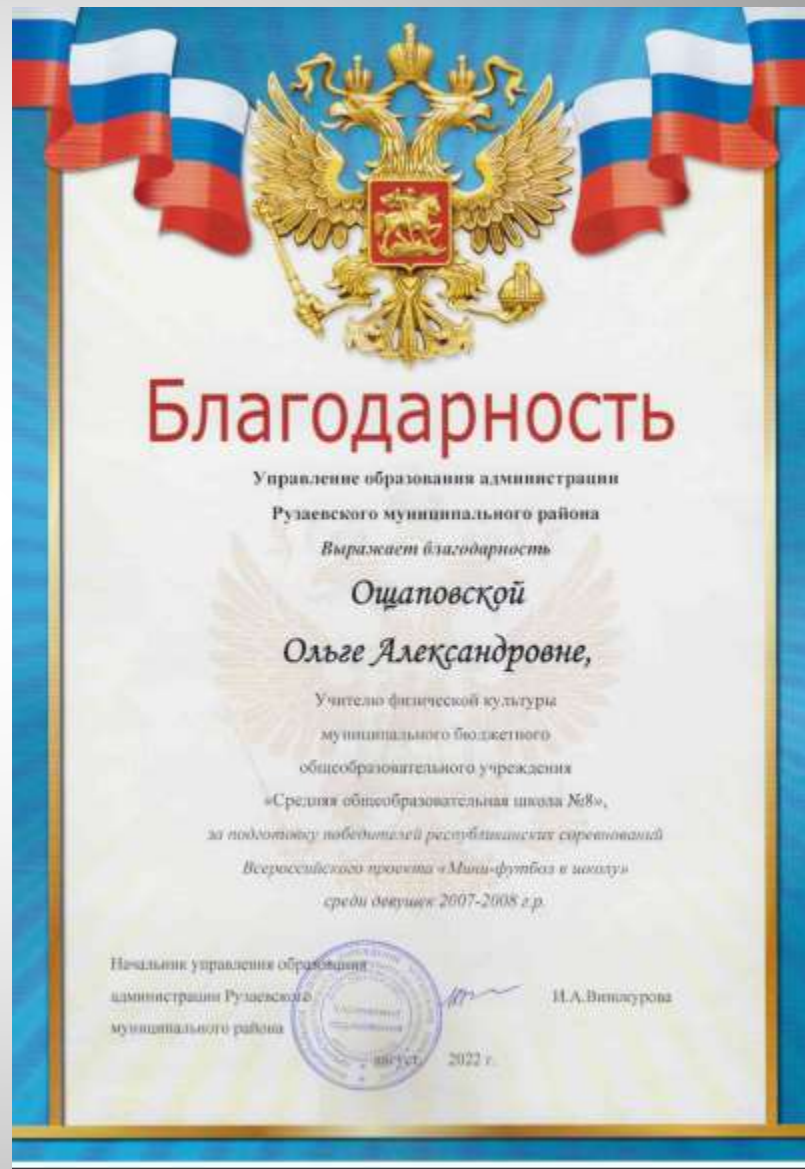 Благодарность
Управление образования администрации
Рузаевского муниципального района
Выражает благодарность
Ощаповской
Ольге Александровне,
Учителю физической культуры
муниципального бюджетного
общеобразовательного учреждения
«Средняя общеобразовательная школа №8»,
за подготовку победителей республиканских соревнований
Всероссийского проекта «Мини-футбол в школу»
среди девушек 2007-2008 г.р.
Начальник управления образования
администрации Рузаевского
муниципального района
И.А.Винокурова
август, 2022 г.